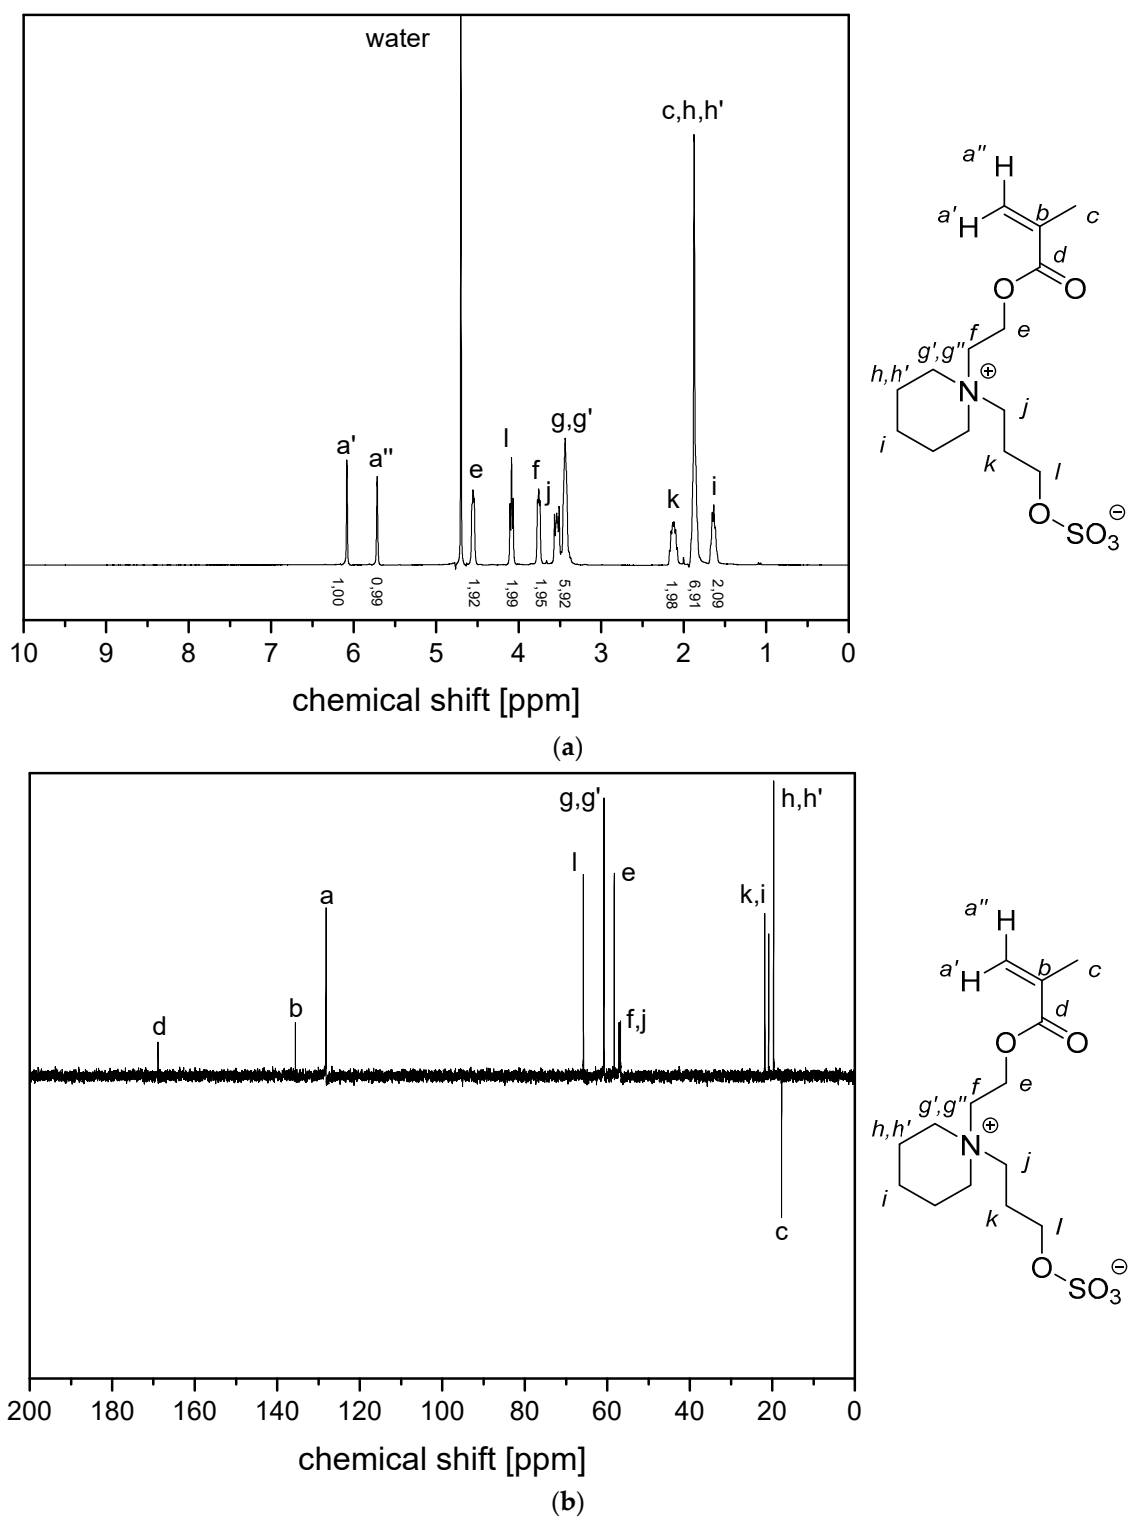 water
c,h,h'
a'
a''
e
l
f
j
g,g'
k
i
1,00
0,99
1,92
1,99
1,95
5,92
1,98
6,91
2,09
10 9 8 7 6 5 4 3 2 1 0
chemical shift [ppm]
a''
H
a'
H
b
c
d
O
O
f
e
g',g''
h,h'
N
⊕
j
i
k
l
O
SO3
⊖
(a)
d
b
a
l
g,g'
e
f,j
k,i
h,h'
c
200 180 160 140 120 100 80 60 40 20 0
chemical shift [ppm]
a''
H
a'
H
b
c
d
O
O
f
e
g',g''
h,h'
N
⊕
j
i
k
l
O
SO3
⊖
(b)